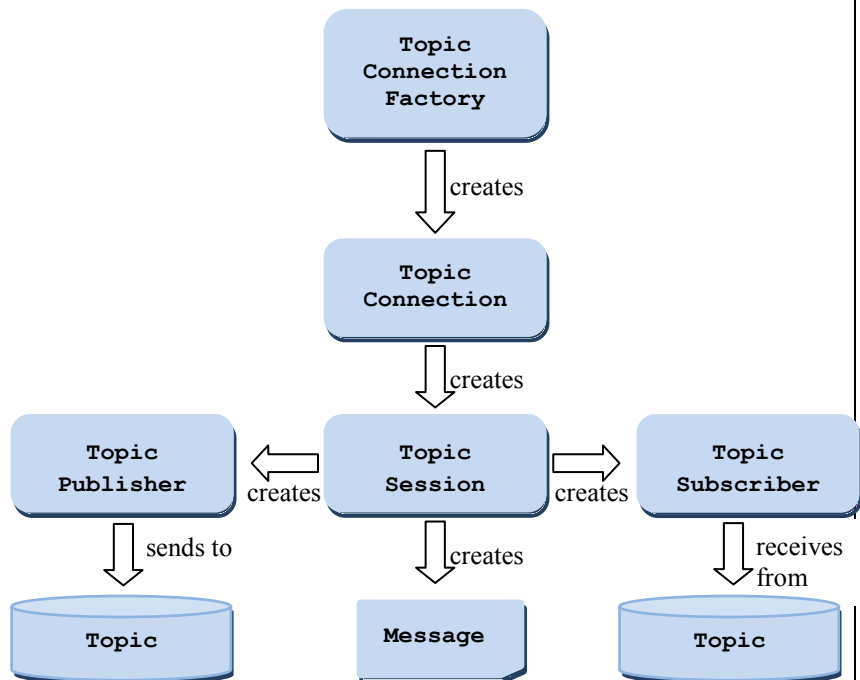 Topic
Connection
Factory
creates
Topic
Connection
creates
Topic
Publisher
creates
Topic
Session
creates
Topic
Subscriber
sends to
creates
receives
from
Topic
Message
Topic